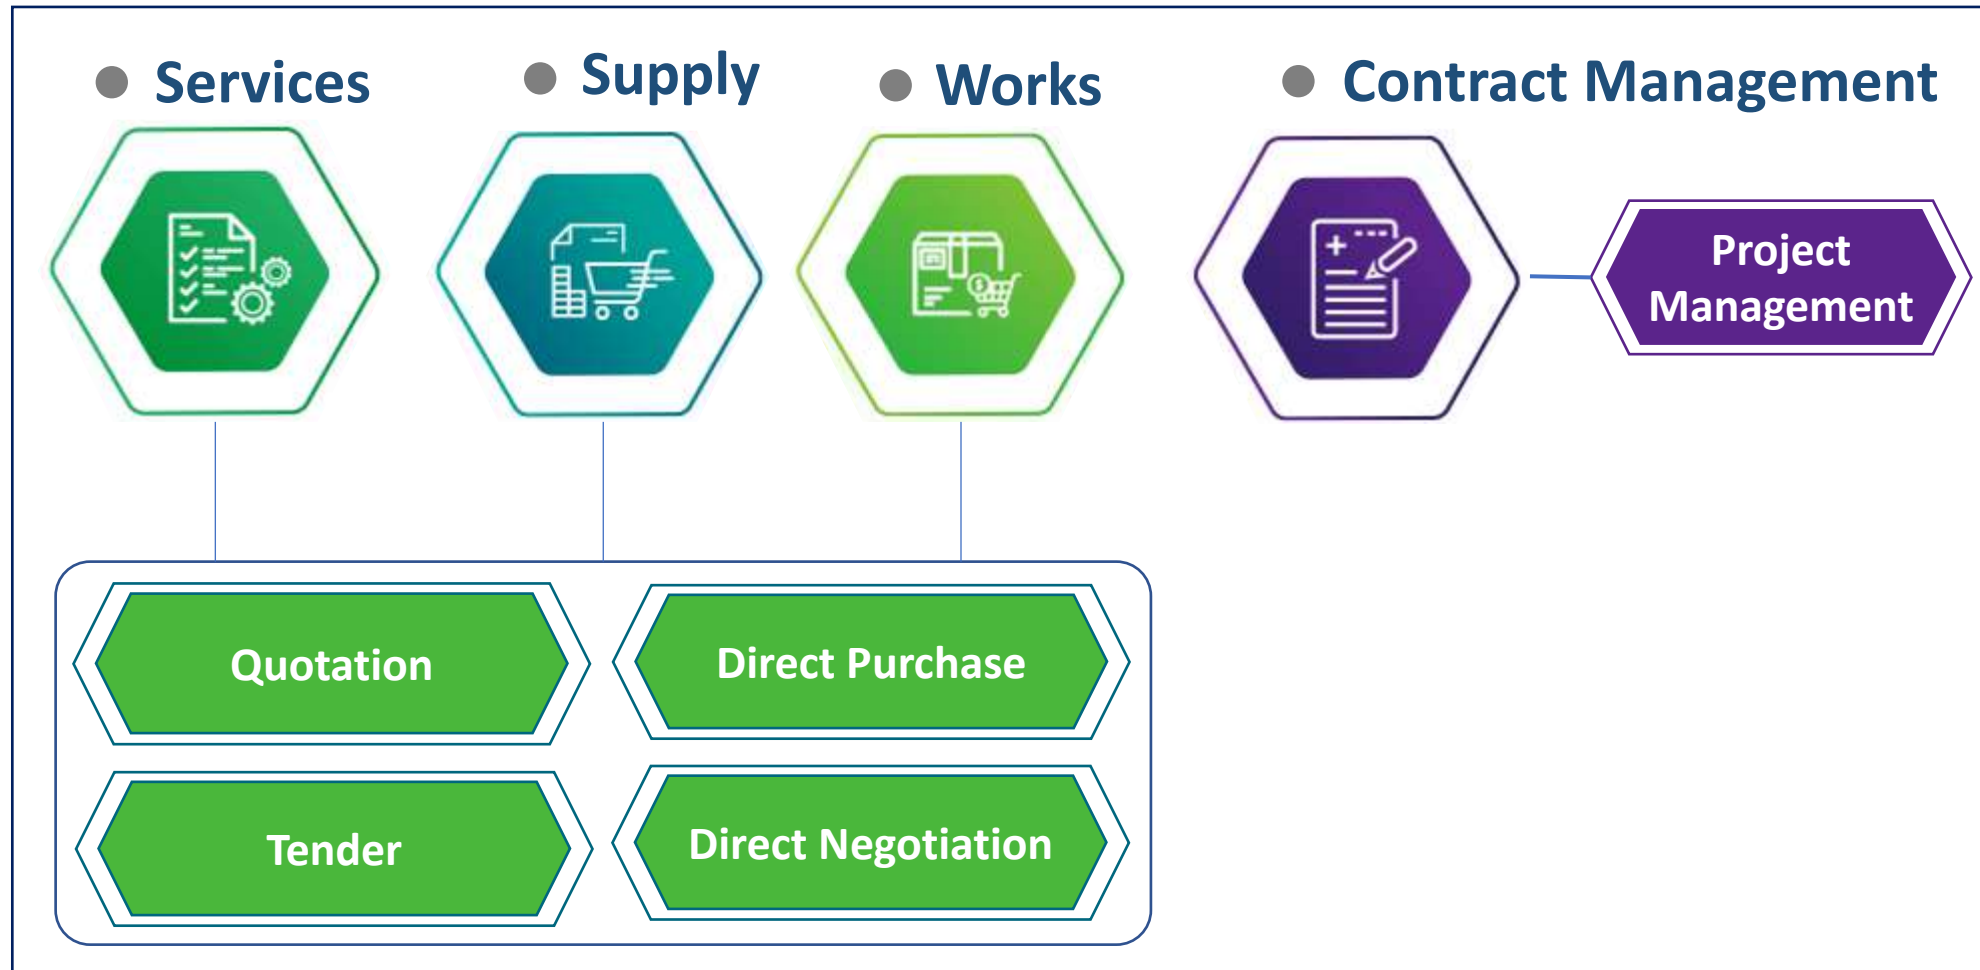 Services
Supply
Works
Contract Management
Project
Management
Quotation
Direct Purchase
Tender
Direct Negotiation